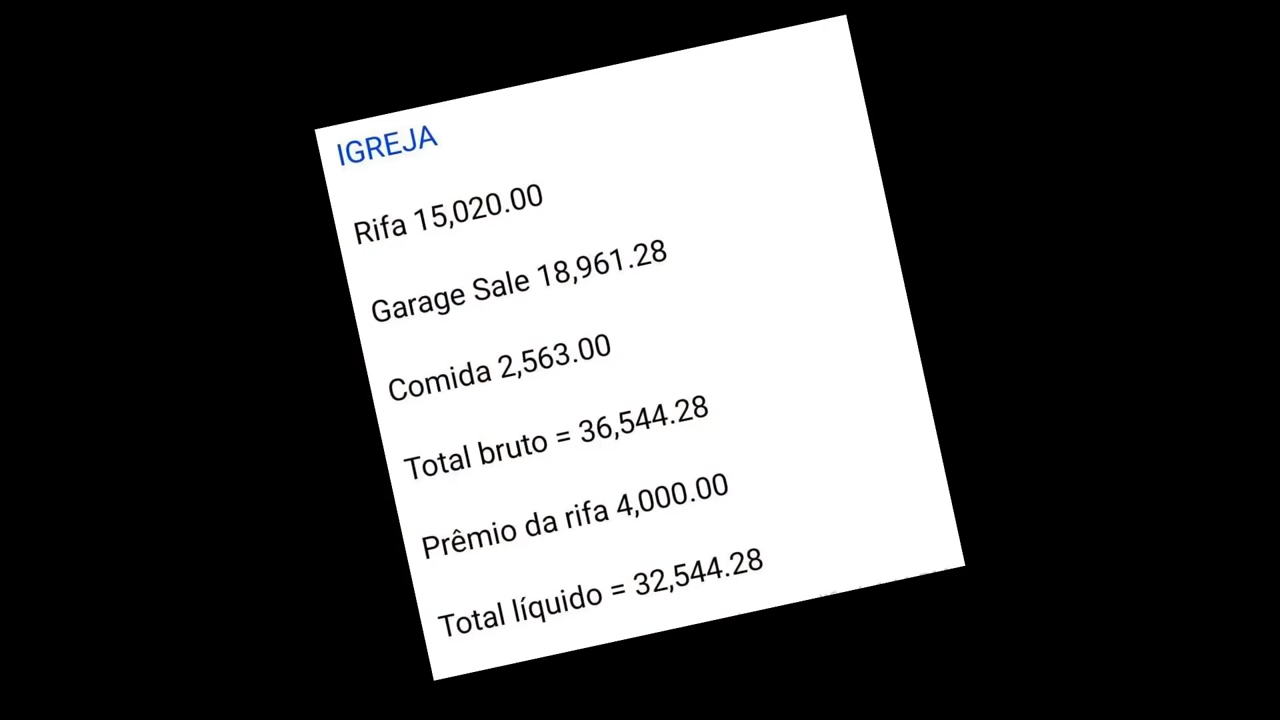 IGREJA
Rifa 15,020.00
Garage Sale 18,961.28
Comida 2,563.00
Total bruto = 36,544.28
Prêmio da rifa 4,000.00
Total líquido = 32,544.28